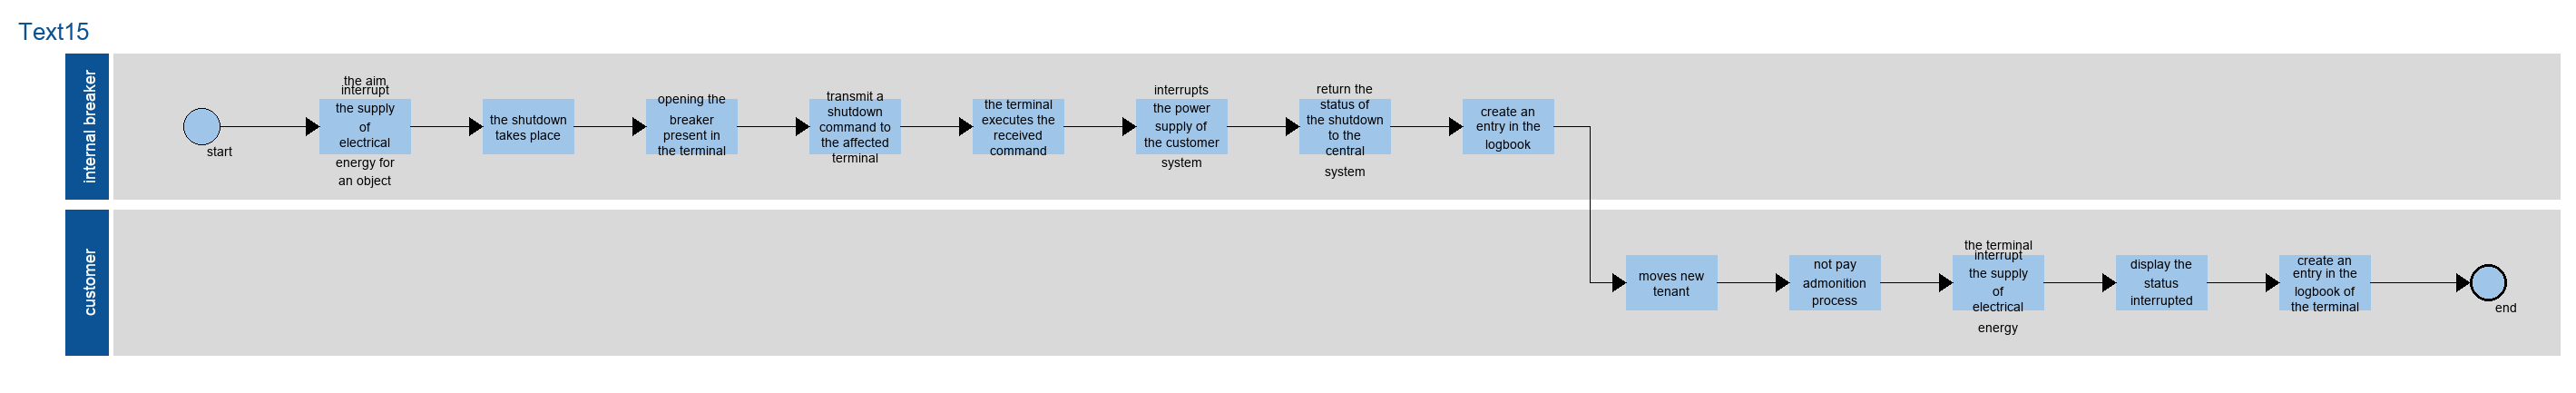 Text15
internal breaker
start
the aim
interrupt
the supply
of
electrical
energy for
an object
the shutdown
takes place
opening the
breaker
present in
the terminal
transmit a
shutdown
command to
the affected
terminal
the terminal
executes the
received
command
interrupts
the power
supply of
the customer
system
return the
status of
the shutdown
to the
central
system
create an
entry in the
logbook
customer
moves new
tenant
not pay
admonition
process
the terminal
interrupt
the supply
of
electrical
energy
display the
status
interrupted
create an
entry in the
logbook of
the terminal
end